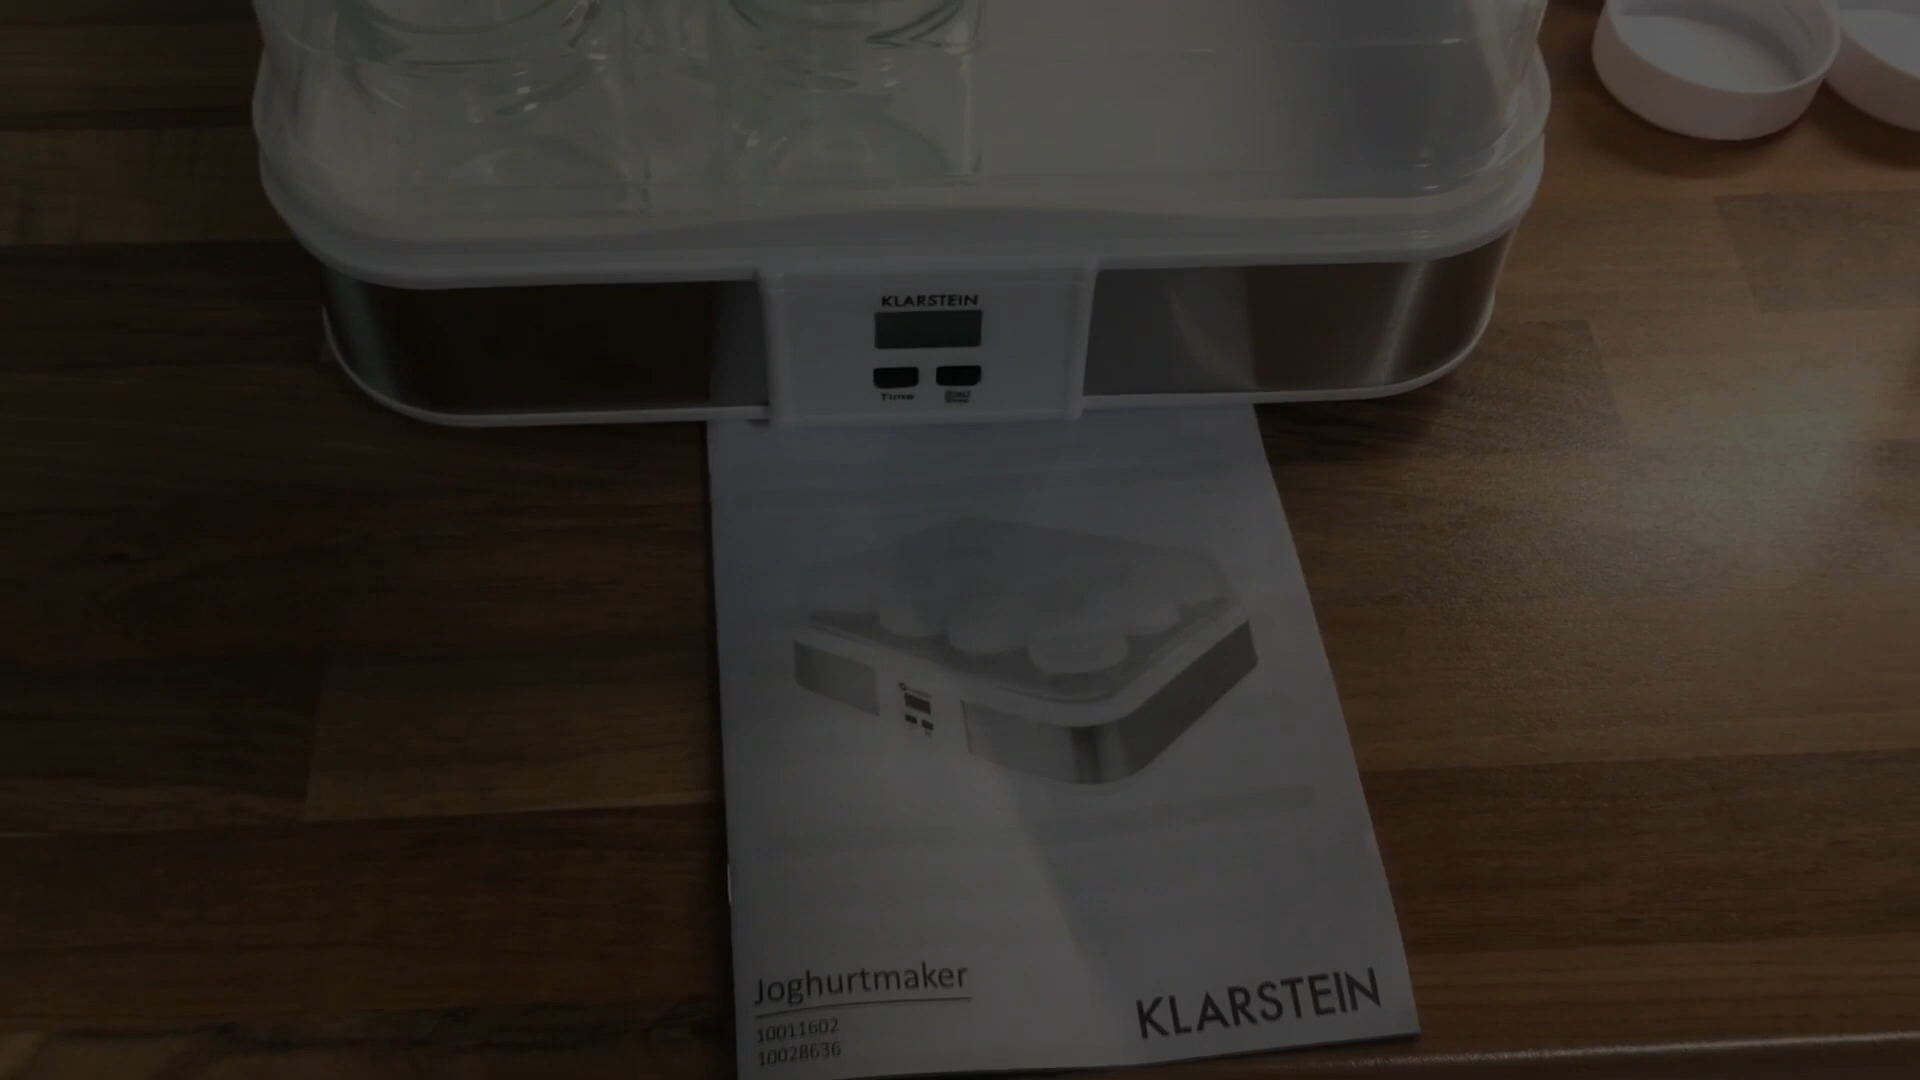 KLARSTEIN
Time
Joghurtmaker
10011602
10028636
KLARSTEIN